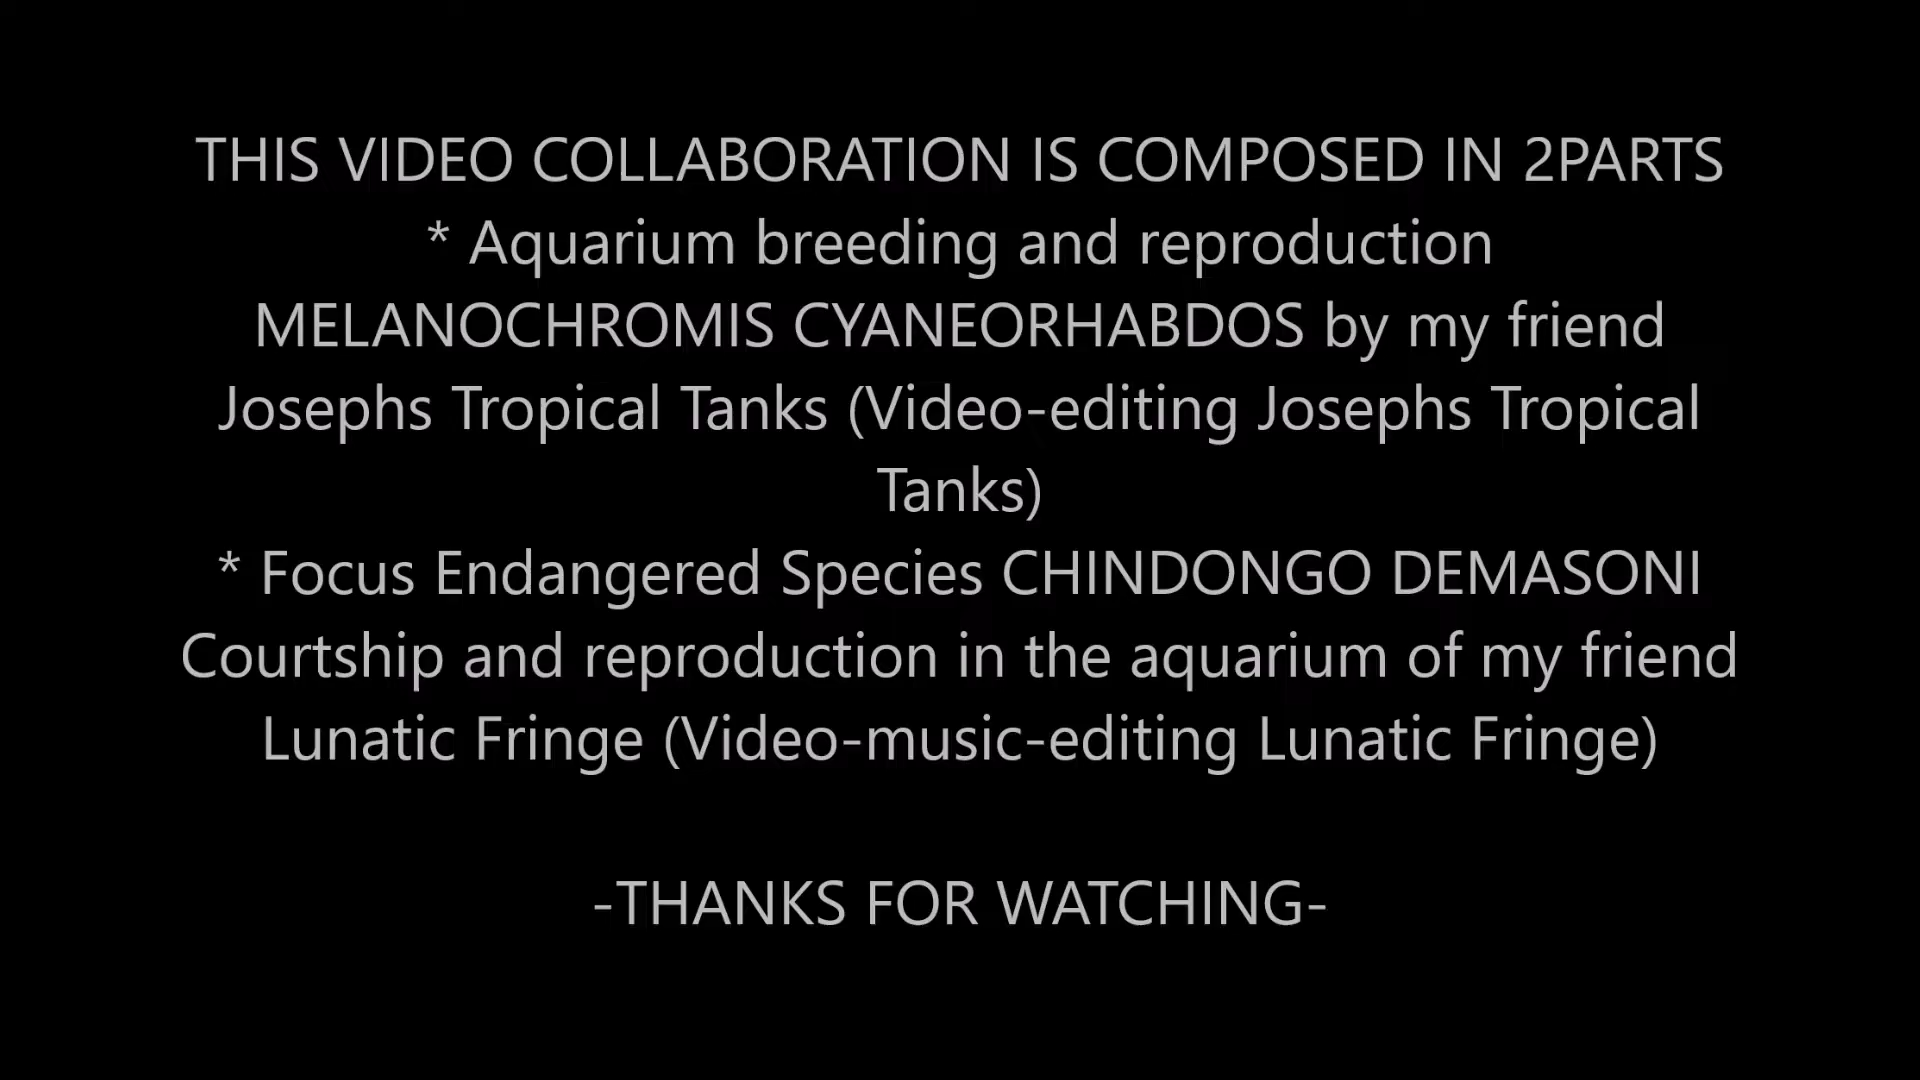 THIS VIDEO COLLABORATION IS COMPOSED IN 2PARTS
* Aquarium breeding and reproduction
MELANOCHROMIS CYANEORHABDOS by my friend
Josephs Tropical Tanks (Video-editing Josephs Tropical
Tanks)
* Focus Endangered Species CHINDONGO DEMASONI
Courtship and reproduction in the aquarium of my friend
Lunatic Fringe (Video-music-editing Lunatic Fringe)
-THANKS FOR WATCHING-